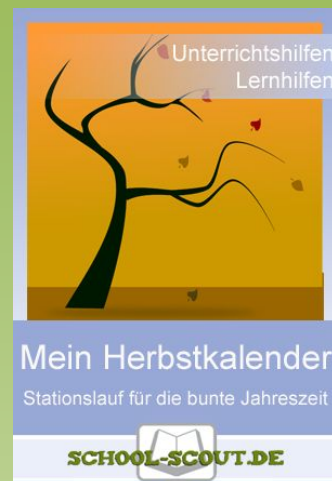 Unterrichtshilfen
Lernhilfen
Mein Herbstkalender
Stationslauf für die bunte Jahreszeit
SCHOOL-SCOUT.DE